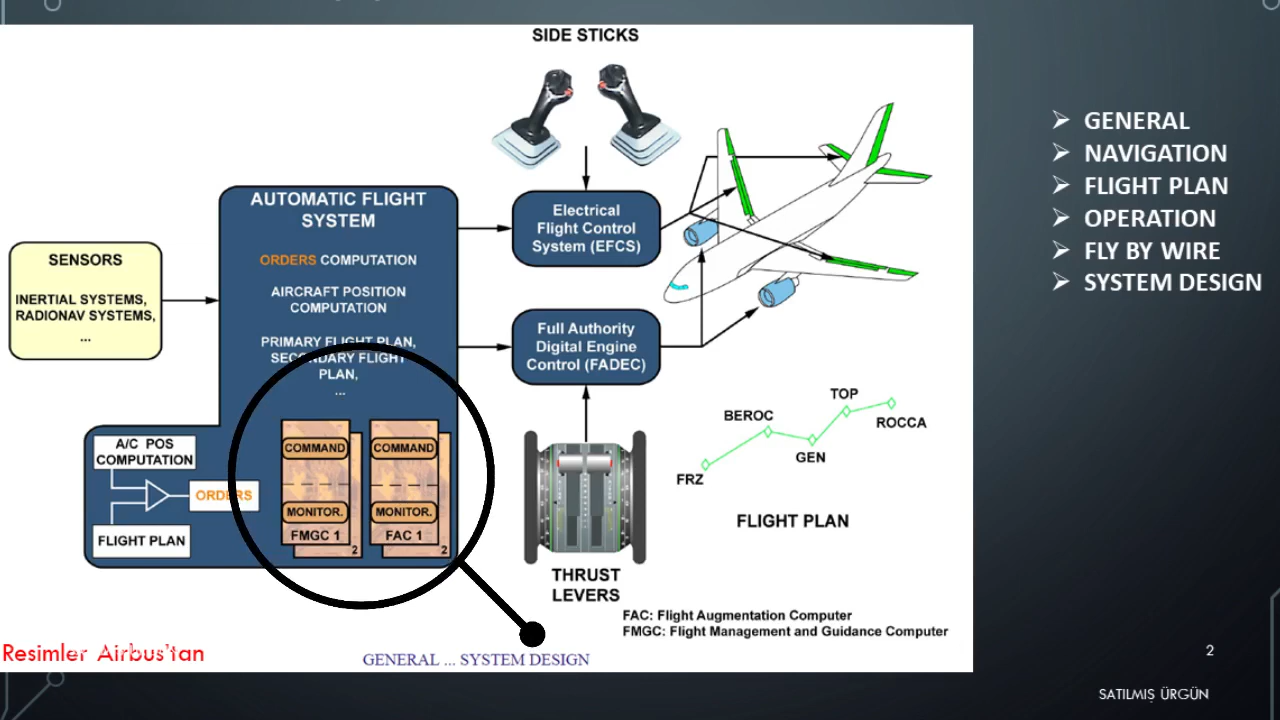 SIDE STICKS
AUTOMATIC FLIGHT
SYSTEM
ORDERS COMPUTATION
AIRCRAFT POSITION
COMPUTATION
PRIMARY FLIGHT PLAN,
SECONDARY FLIGHT
PLAN,
...
SENSORS
INERTIAL SYSTEMS,
RADIONAV SYSTEMS,
...
Electrical
Flight Control
System (EFCS)
Full Authority
Digital Engine
Control (FADEC)
A/C POS
COMPUTATION
ORDERS
FLIGHT PLAN
COMMAND
MONITOR.
FMGC 1
2
COMMAND
MONITOR.
FAC 1
2
THRUST
LEVERS
FRZ
BEROC
GEN
TOP
ROCCA
FLIGHT PLAN
FAC: Flight Augmentation Computer
FMGC: Flight Management and Guidance Computer
Resimler Airbus'tan
GENERAL ... SYSTEM DESIGN
GENERAL
NAVIGATION
FLIGHT PLAN
OPERATION
FLY BY WIRE
SYSTEM DESIGN
2
SATILMIŞ ÜRGÜN